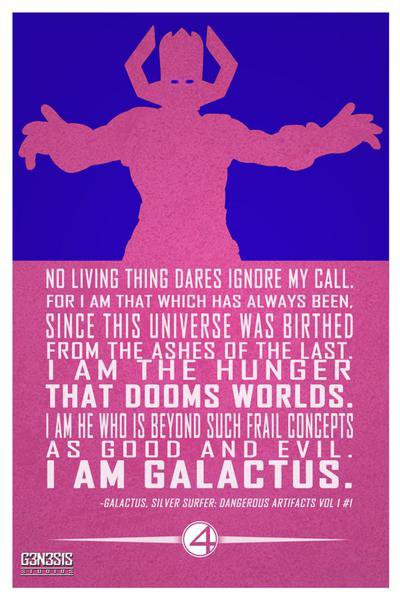 NO LIVING THING DARES IGNORE MY CALL.
FOR I AM THAT WHICH HAS ALWAYS BEEN,
SINCE THIS UNIVERSE WAS BIRTHED
FROM THE ASHES OF THE LAST.
I AM THE HUNGER
THAT DOOMS WORLDS.
I AM HE WHO IS BEYOND SUCH FRAIL CONCEPTS
AS GOOD AND EVIL.
I AM GALACTUS.
-GALACTUS, SILVER SURFER: DANGEROUS ARTIFACTS VOL 1 #1
4
G3N3SIS
STUDIOS